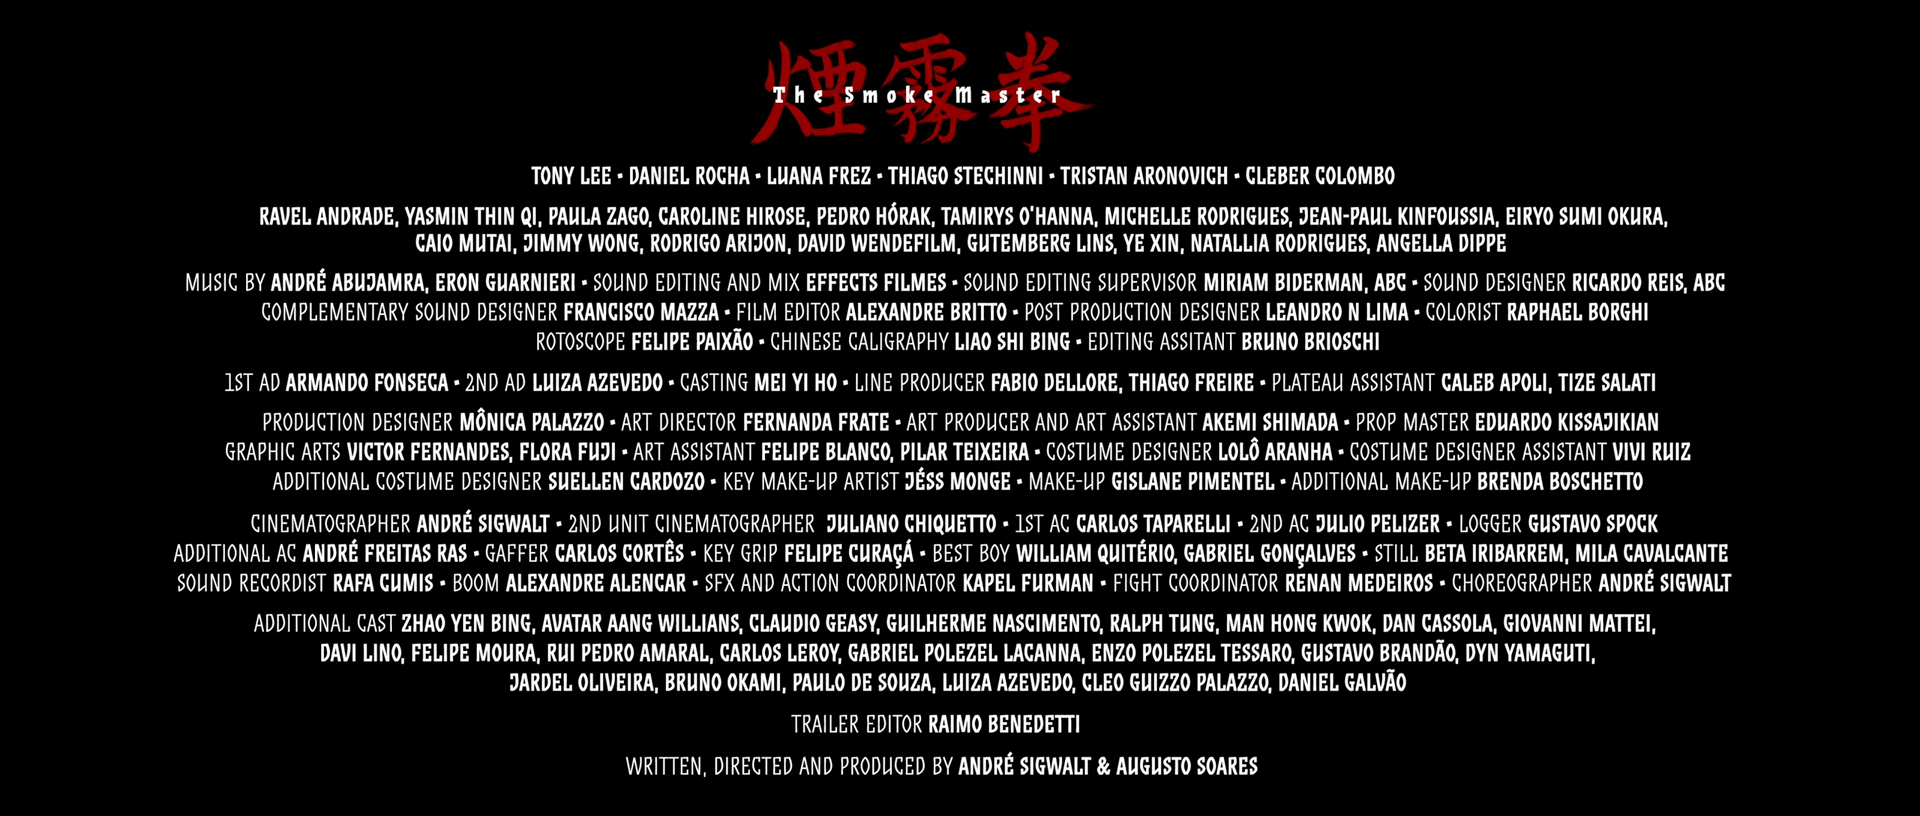 煙霧拳
The Smoke Master
TONY LEE • DANIEL ROCHA • LUANA FREZ • THIAGO STECHINNI • TRISTAN ARONOVICH • CLEBER COLOMBO
RAVEL ANDRADE, YASMIN THIN QI, PAULA ZAGO, CAROLINE HIROSE, PEDRO HÓRAK, TAMIRYS O'HANNA, MICHELLE RODRIGUES, JEAN-PAUL KINFOUSSIA, EIRYO SUMI OKURA,
CAIO MUTAI, JIMMY WONG, RODRIGO ARIJON, DAVID WENDEFILM, GUTEMBERG LINS, YE XIN, NATALLIA RODRIGUES, ANGELLA DIPPE
MUSIC BY ANDRÉ ABUJAMRA, ERON GUARNIERI • SOUND EDITING AND MIX EFFECTS FILMES • SOUND EDITING SUPERVISOR MIRIAM BIDERMAN, ABC • SOUND DESIGNER RICARDO REIS, ABC
COMPLEMENTARY SOUND DESIGNER FRANCISCO MAZZA • FILM EDITOR ALEXANDRE BRITTO • POST PRODUCTION DESIGNER LEANDRO N LIMA • COLORIST RAPHAEL BORGHI
ROTOSCOPE FELIPE PAIXÃO • CHINESE CALIGRAPHY LIAO SHI BING • EDITING ASSITANT BRUNO BRIOSCHI
1ST AD ARMANDO FONSECA • 2ND AD LUIZA AZEVEDO • CASTING MEI YI HO • LINE PRODUCER FABIO DELLORE, THIAGO FREIRE • PLATEAU ASSISTANT CALEB APOLI, TIZE SALATI
PRODUCTION DESIGNER MÔNICA PALAZZO • ART DIRECTOR FERNANDA FRATE • ART PRODUCER AND ART ASSISTANT AKEMI SHIMADA • PROP MASTER EDUARDO KISSAJIKIAN
GRAPHIC ARTS VICTOR FERNANDES, FLORA FUJI • ART ASSISTANT FELIPE BLANCO, PILAR TEIXEIRA • COSTUME DESIGNER LOLÔ ARANHA • COSTUME DESIGNER ASSISTANT VIVI RUIZ
ADDITIONAL COSTUME DESIGNER SUELLEN CARDOZO • KEY MAKE-UP ARTIST JÉSS MONGE • MAKE-UP GISLANE PIMENTEL • ADDITIONAL MAKE-UP BRENDA BOSCHETTO
CINEMATOGRAPHER ANDRÉ SIGWALT • 2ND UNIT CINEMATOGRAPHER JULIANO CHIQUETTO • 1ST AC CARLOS TAPARELLI • 2ND AC JULIO PELIZER • LOGGER GUSTAVO SPOCK
ADDITIONAL AC ANDRÉ FREITAS RAS • GAFFER CARLOS CORTÊS • KEY GRIP FELIPE CURAÇÁ • BEST BOY WILLIAM QUITÉRIO, GABRIEL GONÇALVES • STILL BETA IRIBARREM, MILA CAVALCANTE
SOUND RECORDIST RAFA CUMIS • BOOM ALEXANDRE ALENCAR • SFX AND ACTION COORDINATOR KAPEL FURMAN • FIGHT COORDINATOR RENAN MEDEIROS • CHOREOGRAPHER ANDRÉ SIGWALT
ADDITIONAL CAST ZHAO YEN BING, AVATAR AANG WILLIANS, CLAUDIO GEASY, GUILHERME NASCIMENTO, RALPH TUNG, MAN HONG KWOK, DAN CASSOLA, GIOVANNI MATTEI,
DAVI LINO, FELIPE MOURA, RUI PEDRO AMARAL, CARLOS LEROY, GABRIEL POLEZEL LACANNA, ENZO POLEZEL TESSARO, GUSTAVO BRANDÃO, DYN YAMAGUTI,
JARDEL OLIVEIRA, BRUNO OKAMI, PAULO DE SOUZA, LUIZA AZEVEDO, CLEO GUIZZO PALAZZO, DANIEL GALVÃO
TRAILER EDITOR RAIMO BENEDETTI
WRITTEN, DIRECTED AND PRODUCED BY ANDRÉ SIGWALT & AUGUSTO SOARES